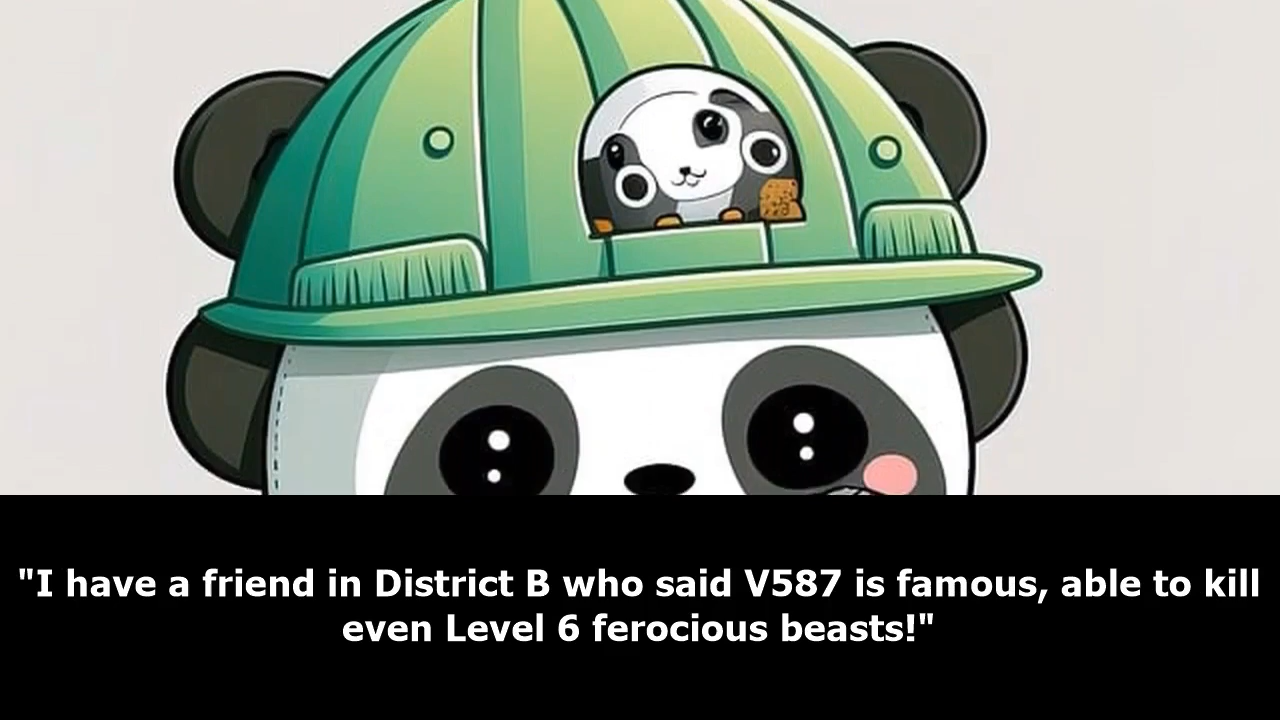 "I have a friend in District B who said V587 is famous, able to kill
even Level 6 ferocious beasts!"